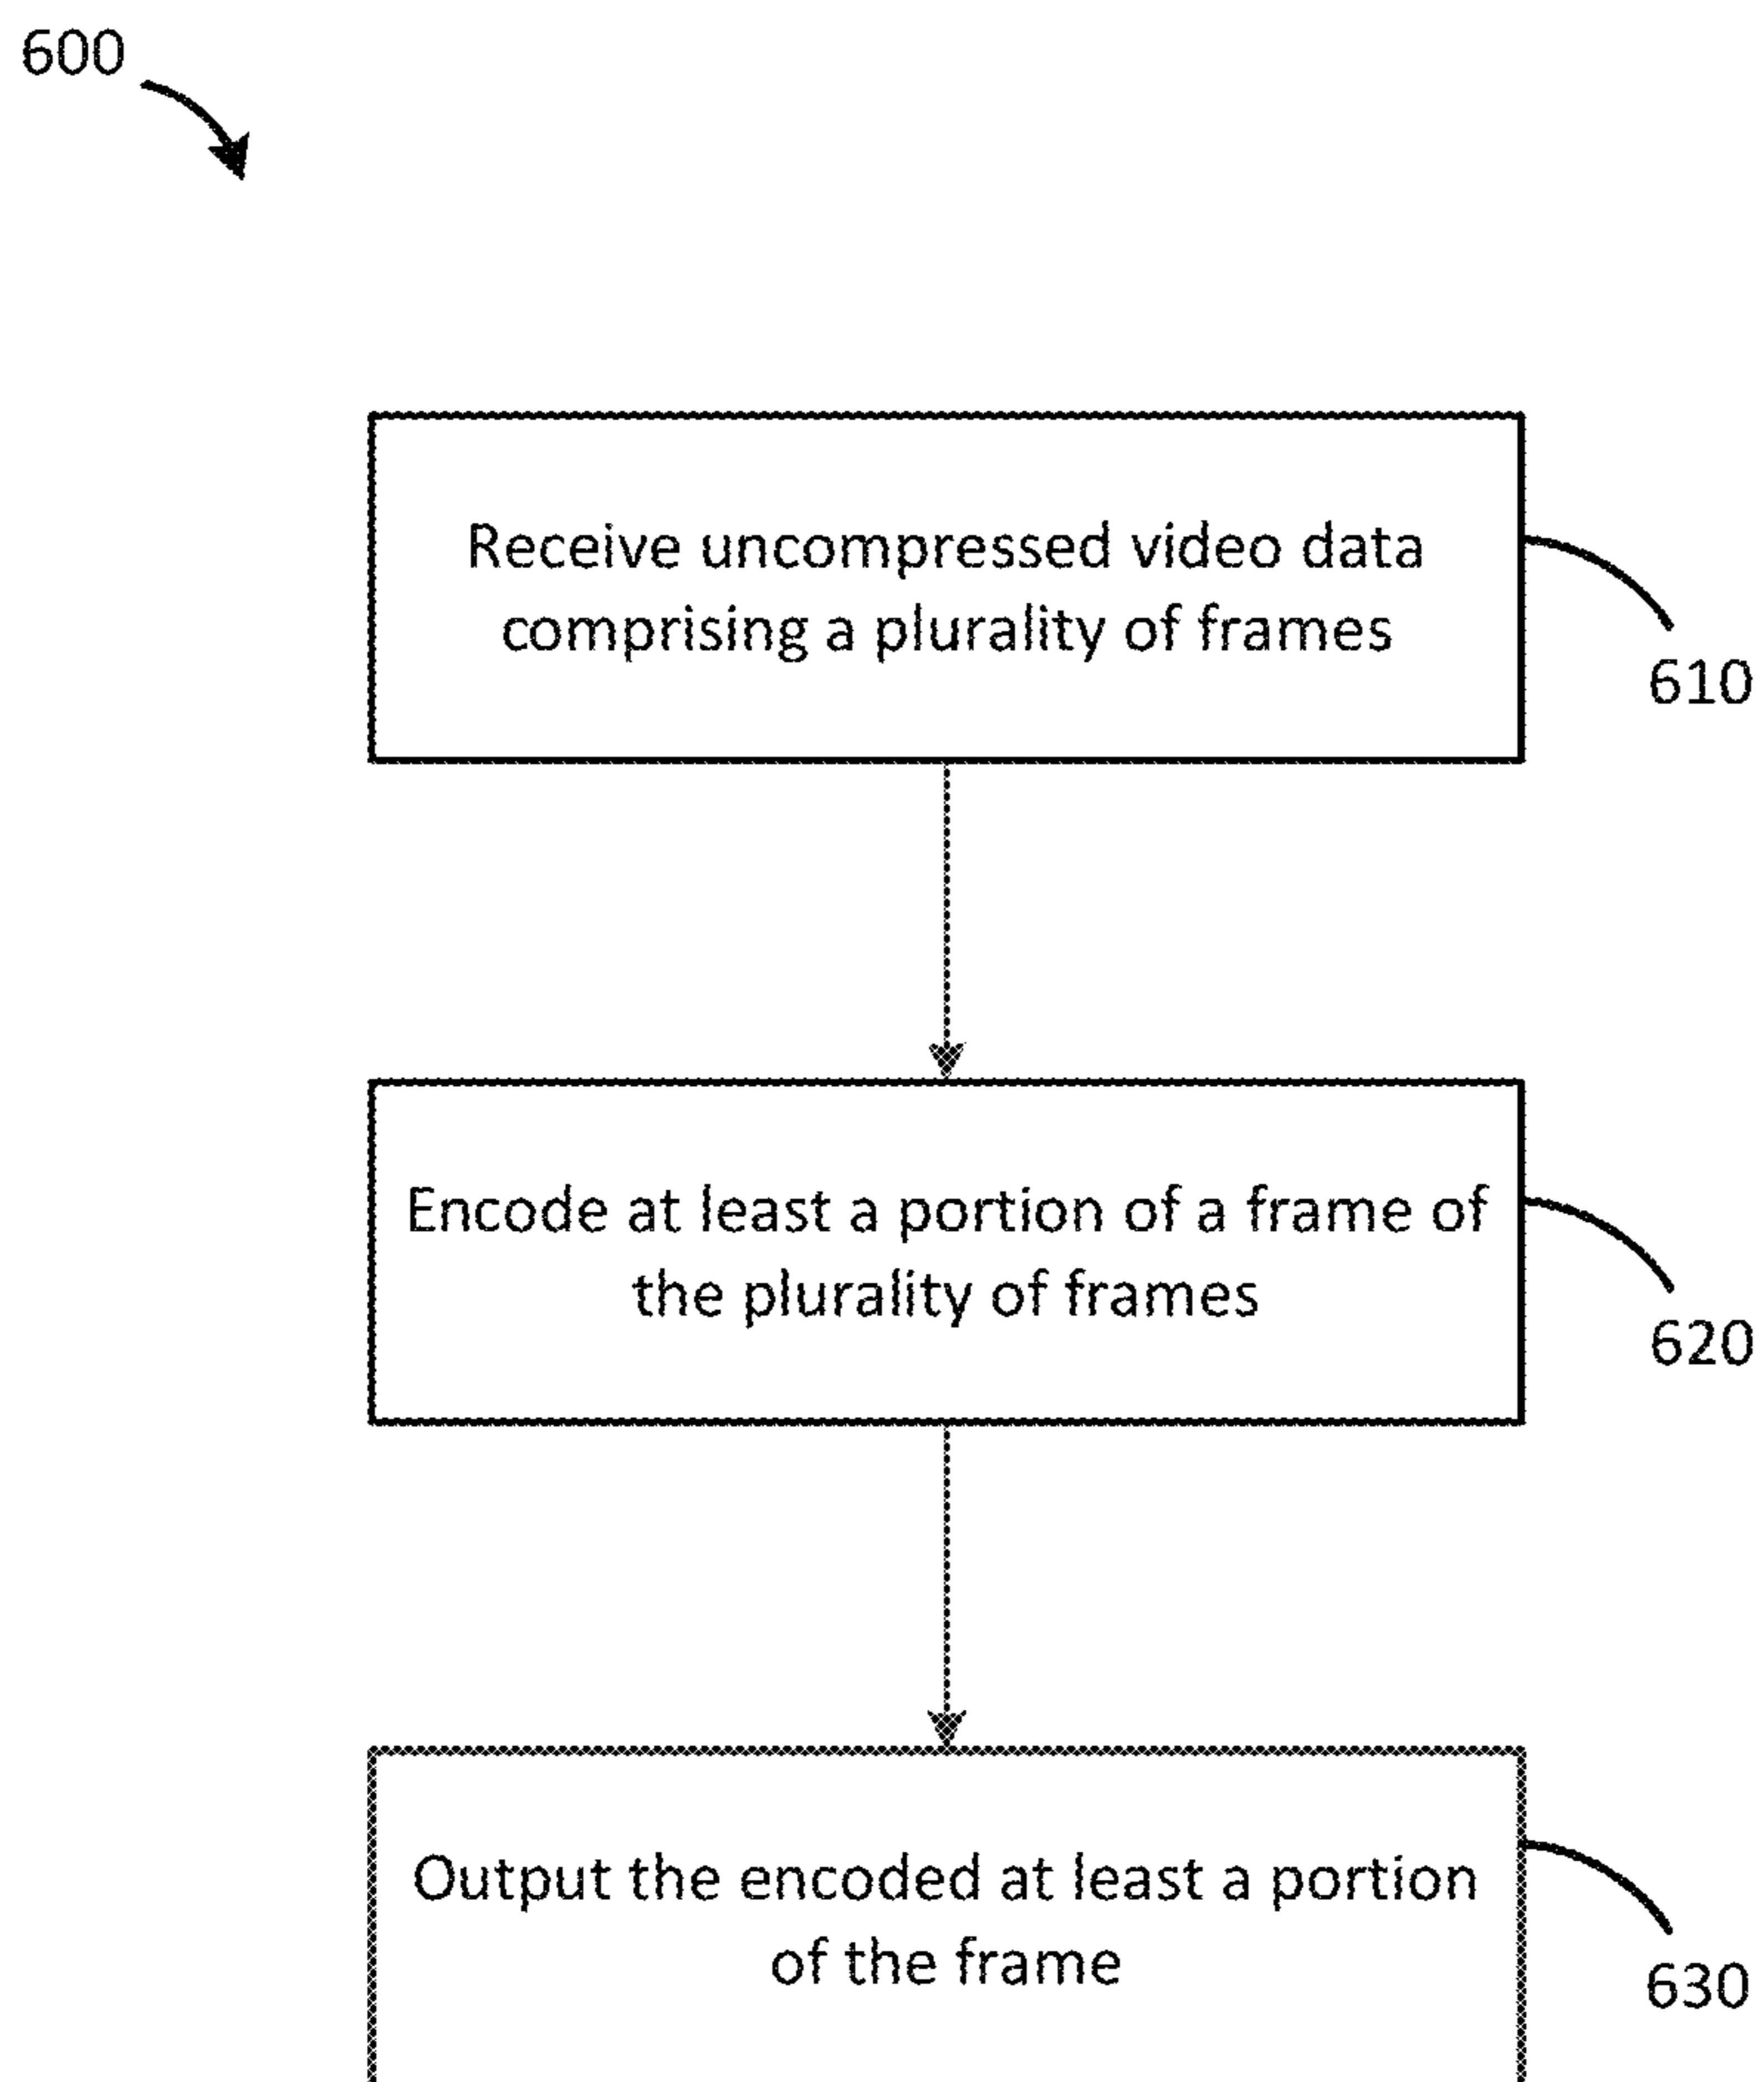 600
Receive uncompressed video data
comprising a plurality of frames
610
Encode at least a portion of a frame of
the plurality of frames
620
Output the encoded at least a portion
of the frame
630